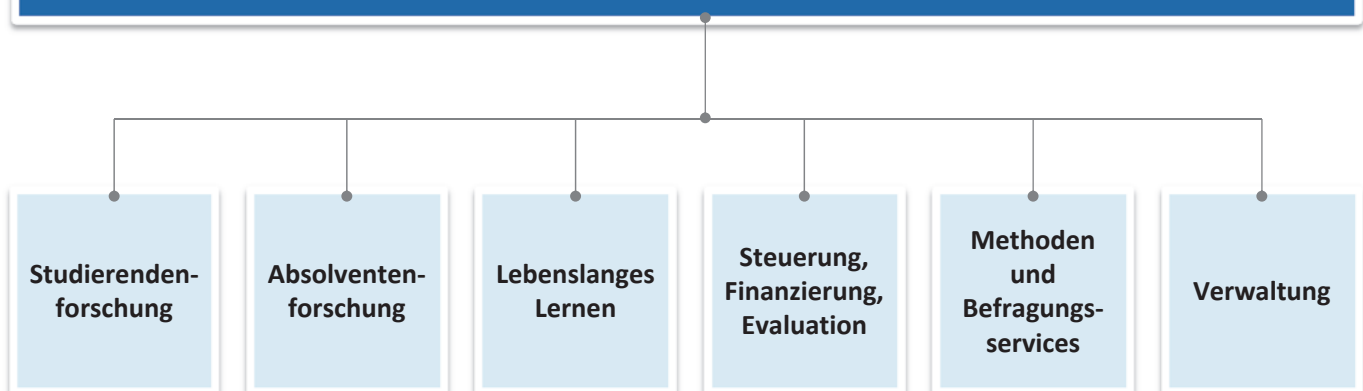 Studierenden-
forschung
Absolventen-
forschung
Lebenslanges
Lernen
Steuerung,
Finanzierung,
Evaluation
Methoden
und
Befragungs-
services
Verwaltung